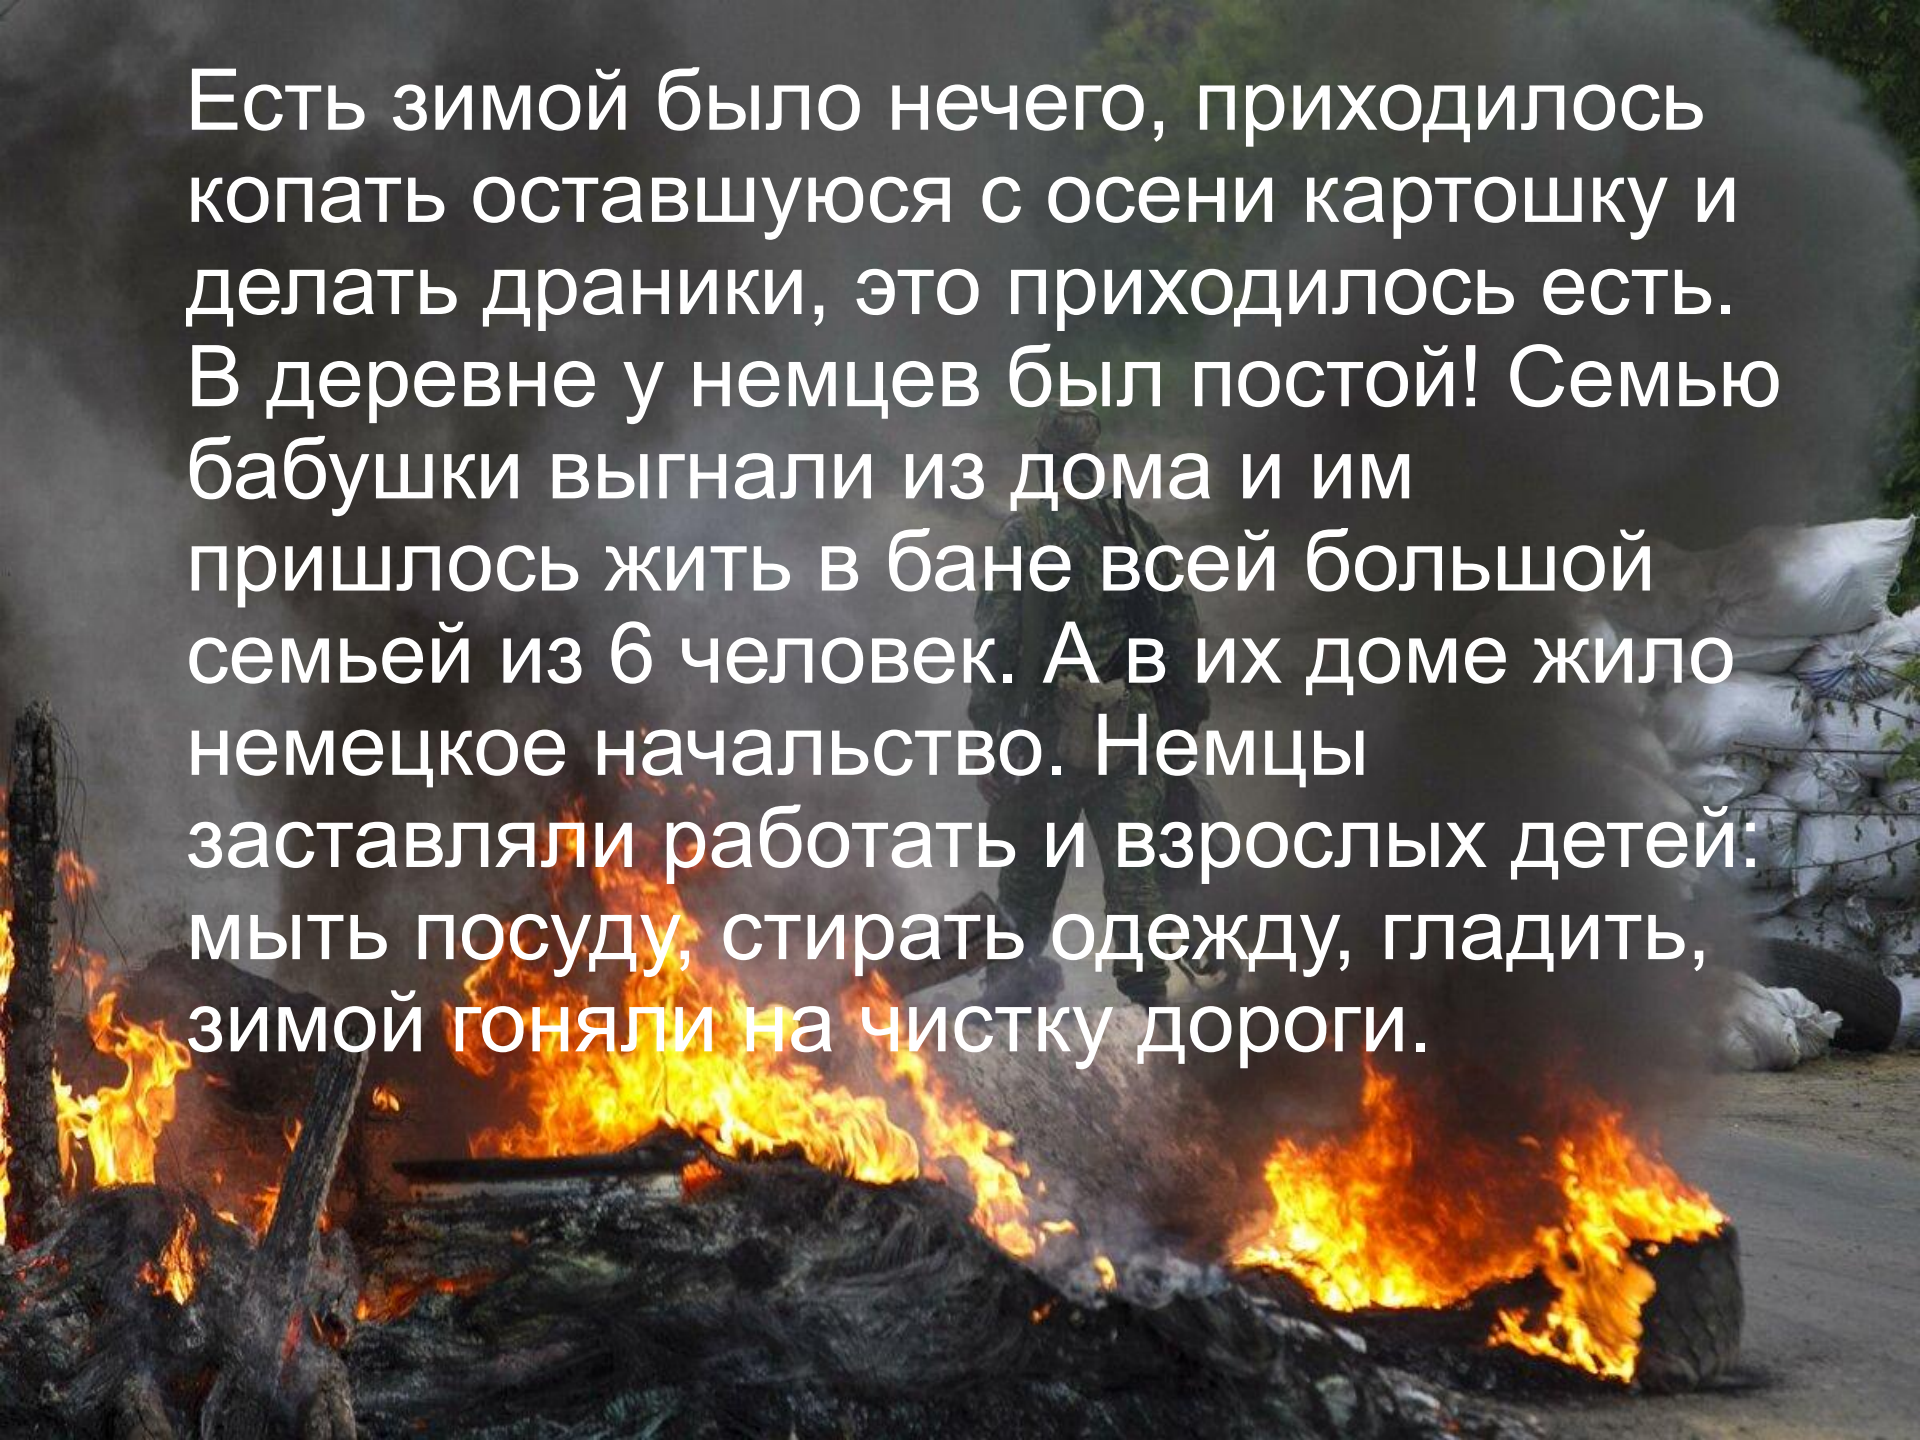 Есть зимой было нечего, приходилось
копать оставшуюся с осени картошку и
делать драники, это приходилось есть.
В деревне у немцев был постой! Семью
бабушки выгнали из дома и им
пришлось жить в бане всей большой
семьей из 6 человек. А в их доме жило
немецкое начальство. Немцы
заставляли работать и взрослых детей:
мыть посуду, стирать одежду, гладить,
зимой гоняли на чистку дороги.